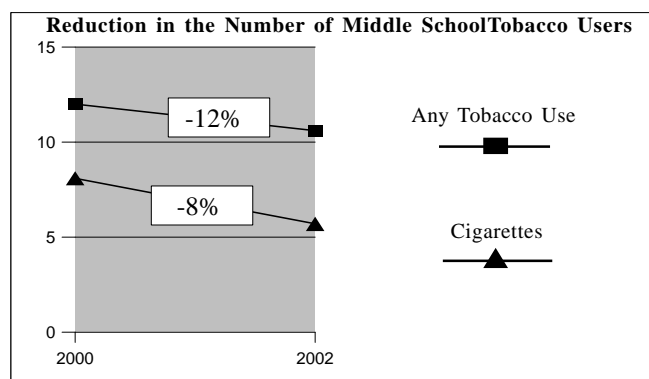 Reduction in the Number of Middle SchoolTobacco Users
15
-12%
Any Tobacco Use
10
-8%
Cigarettes
5
0
2000 2002